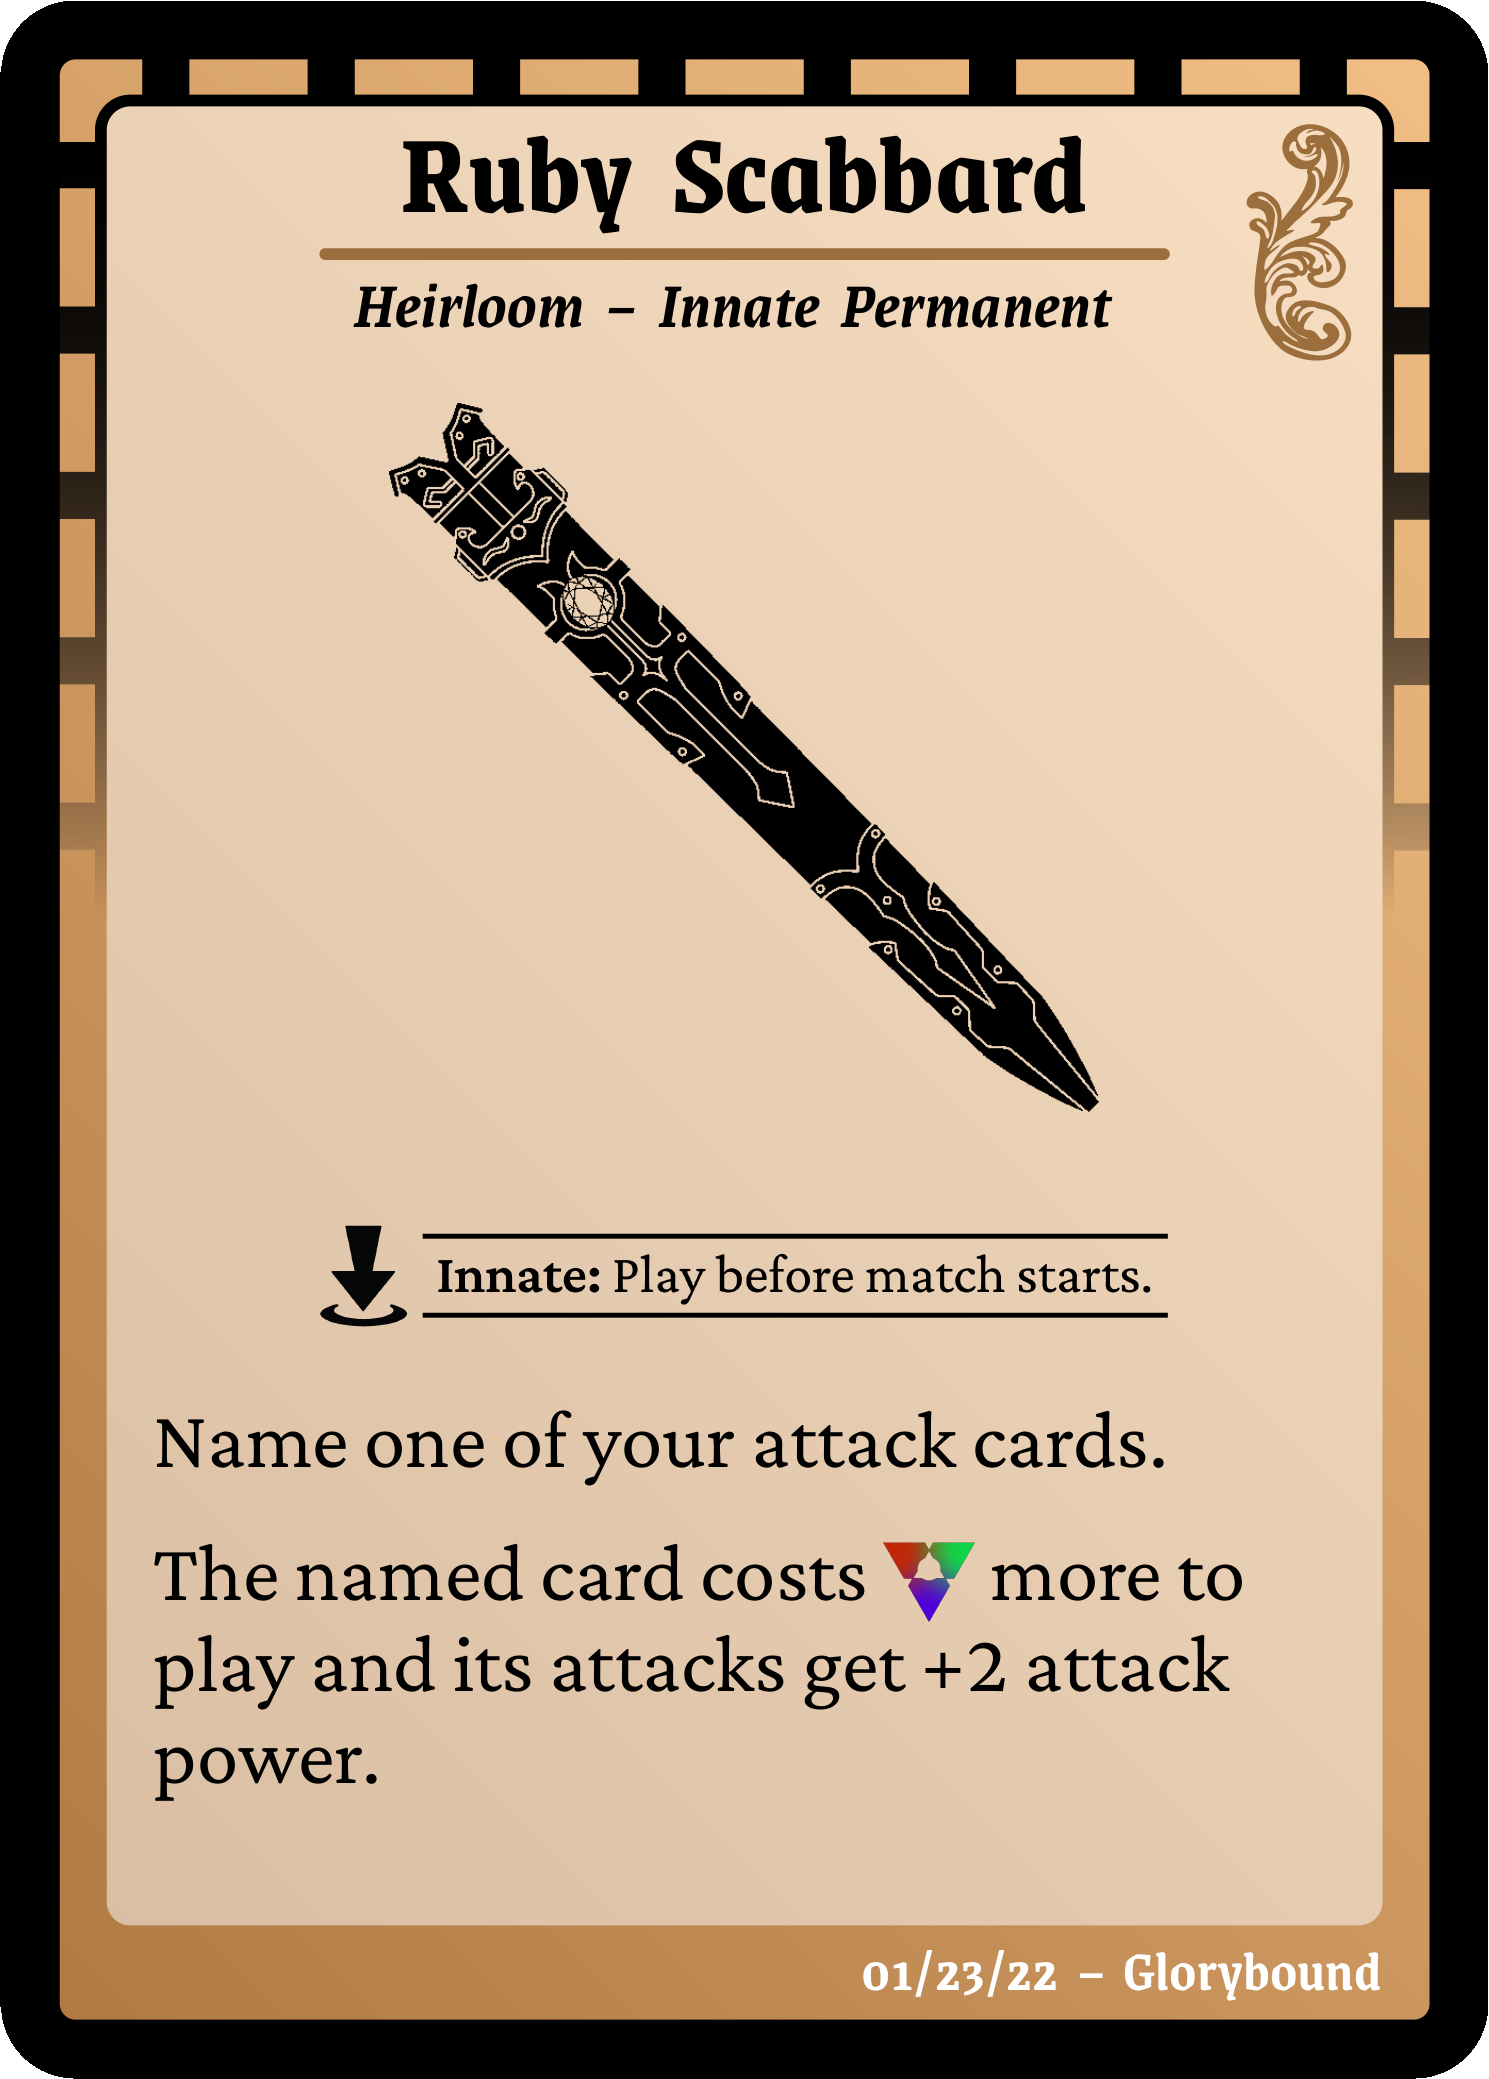 Ruby Scabbard
Heirloom – Innate Permanent
Innate: Play before match starts.
Name one of your attack cards.
The named card costs more to
play and its attacks get +2 attack
power.
01/23/22 – Glorybound